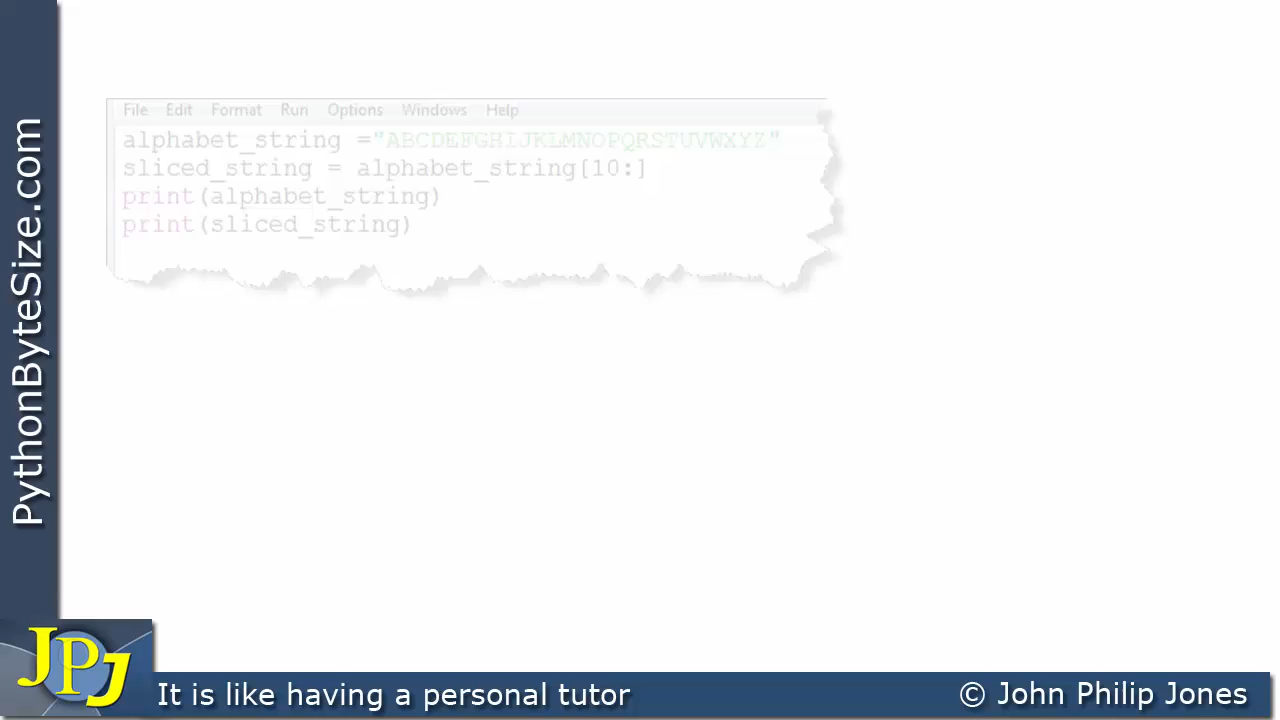 PythonByteSize.com
File Edit Format Run Options Windows Help
alphabet_string ="ABCDEFGHIJKLMNOPQRSTUVWXYZ"
sliced_string = alphabet_string[10:]
print(alphabet_string)
print(sliced_string)
JPJ
It is like having a personal tutor
© John Philip Jones